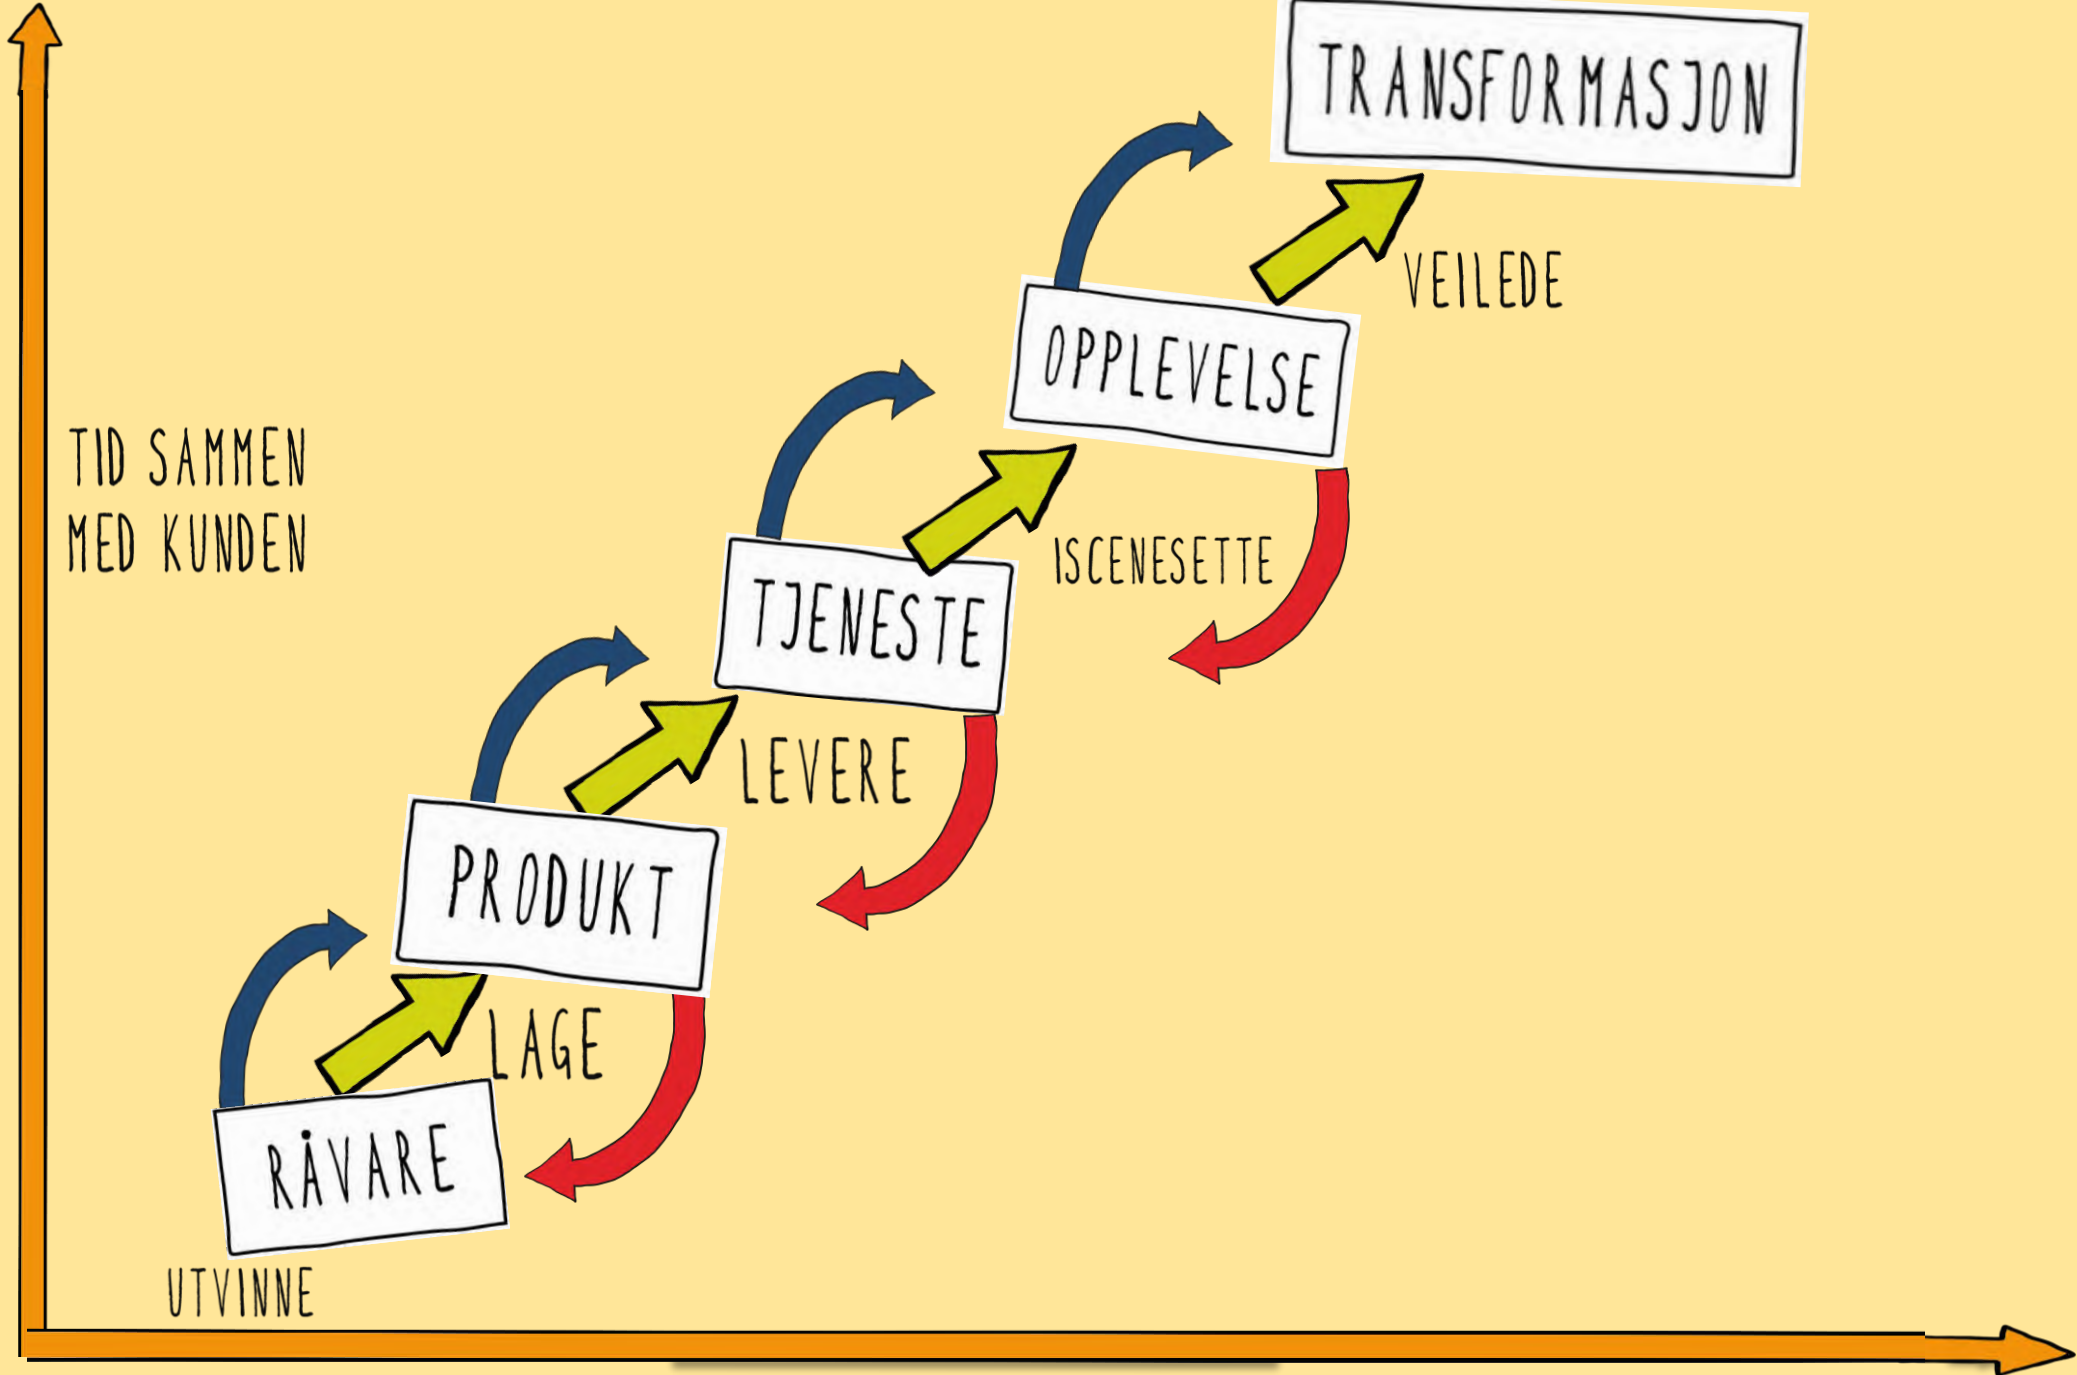 TRANSFORMASJON
VEILEDE
OPPLEVELSE
TID SAMMEN
MED KUNDEN
ISCENESETTE
TJENESTE
LEVERE
PRODUKT
LAGE
RÅVARE
UTVINNE